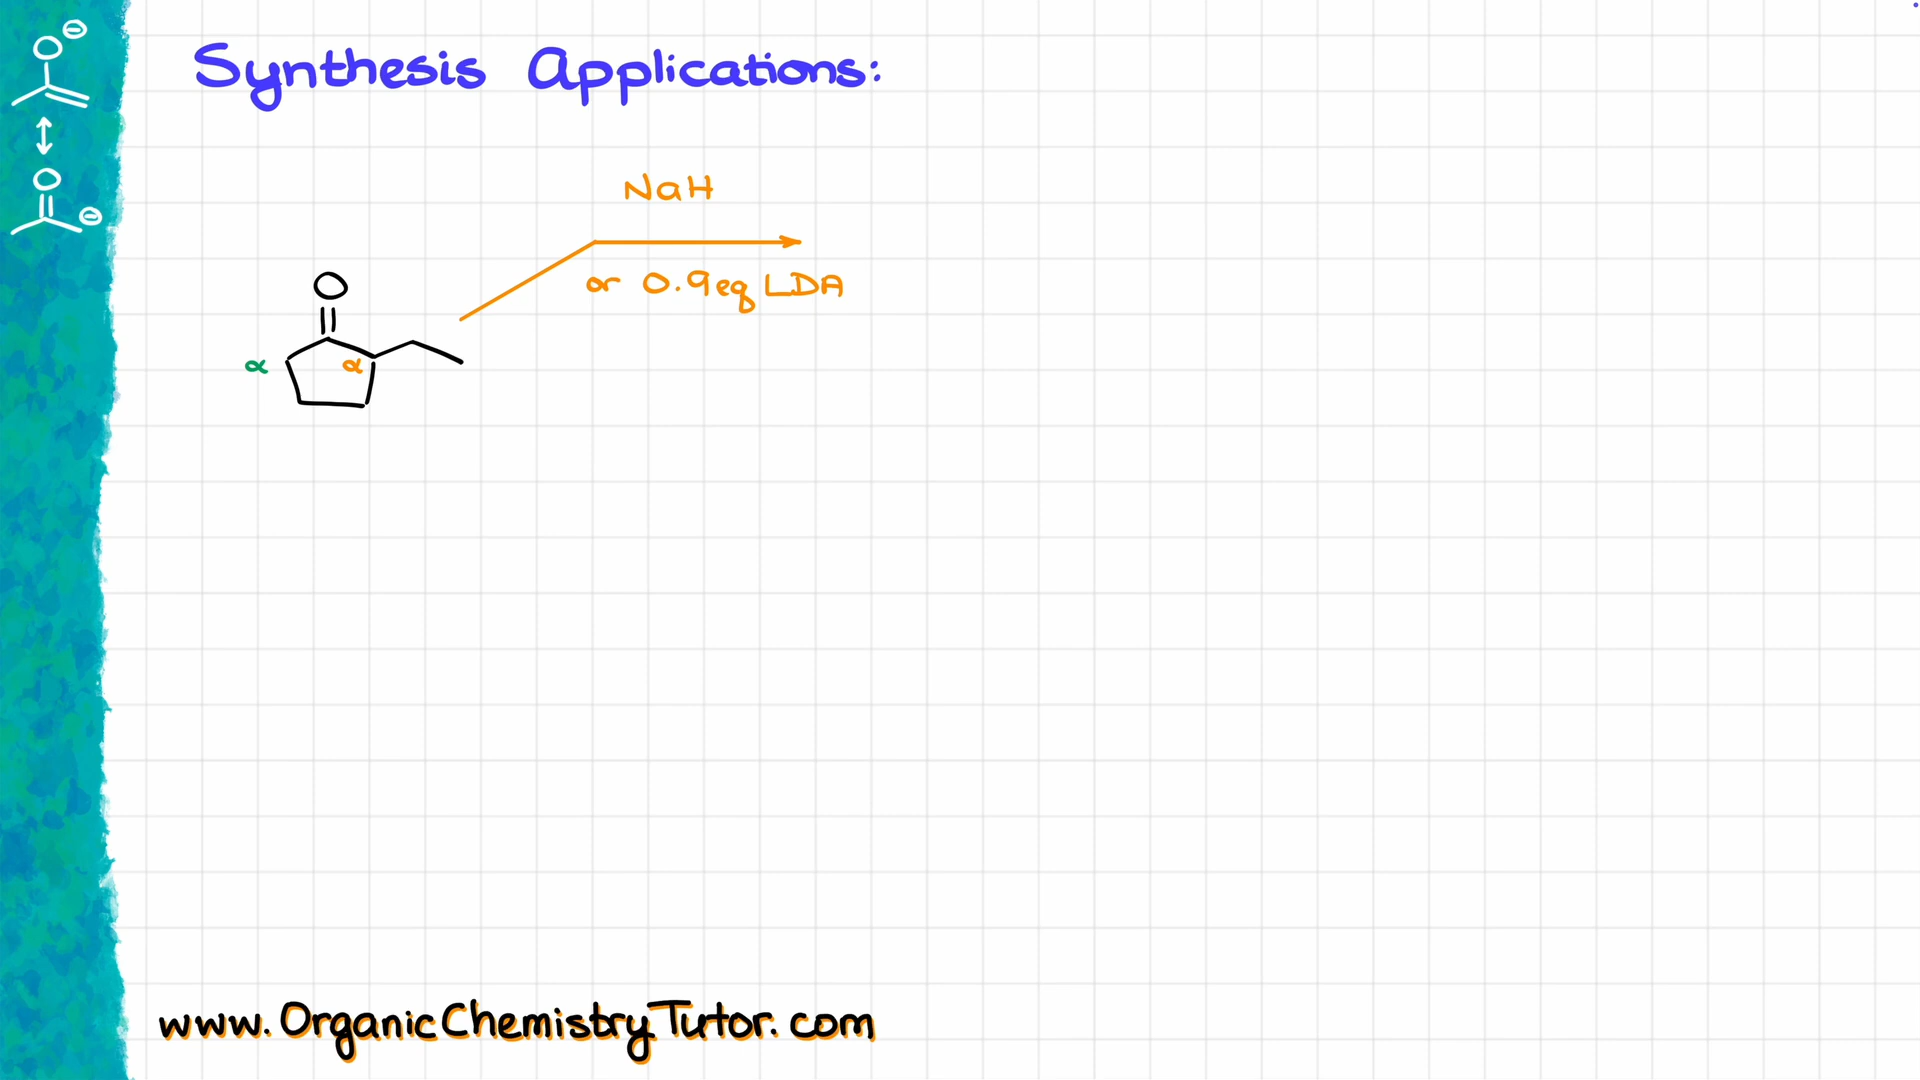 Synthesis Applications:
NaH
or 0.9eq LDA
O
α α
www.OrganicChemistryTutor.com
O⊖
O
⊖